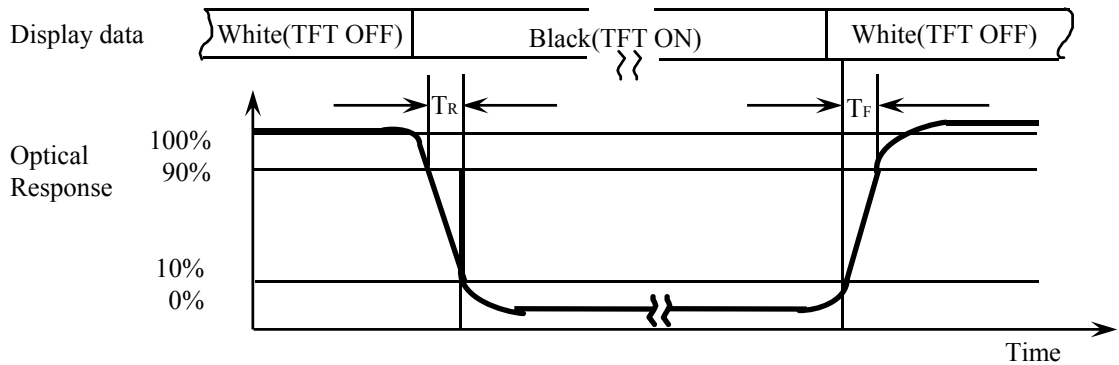 Display data
White(TFT OFF)
Black(TFT ON)
White(TFT OFF)
TR
TF
Optical
Response
100%
90%
10%
0%
Time